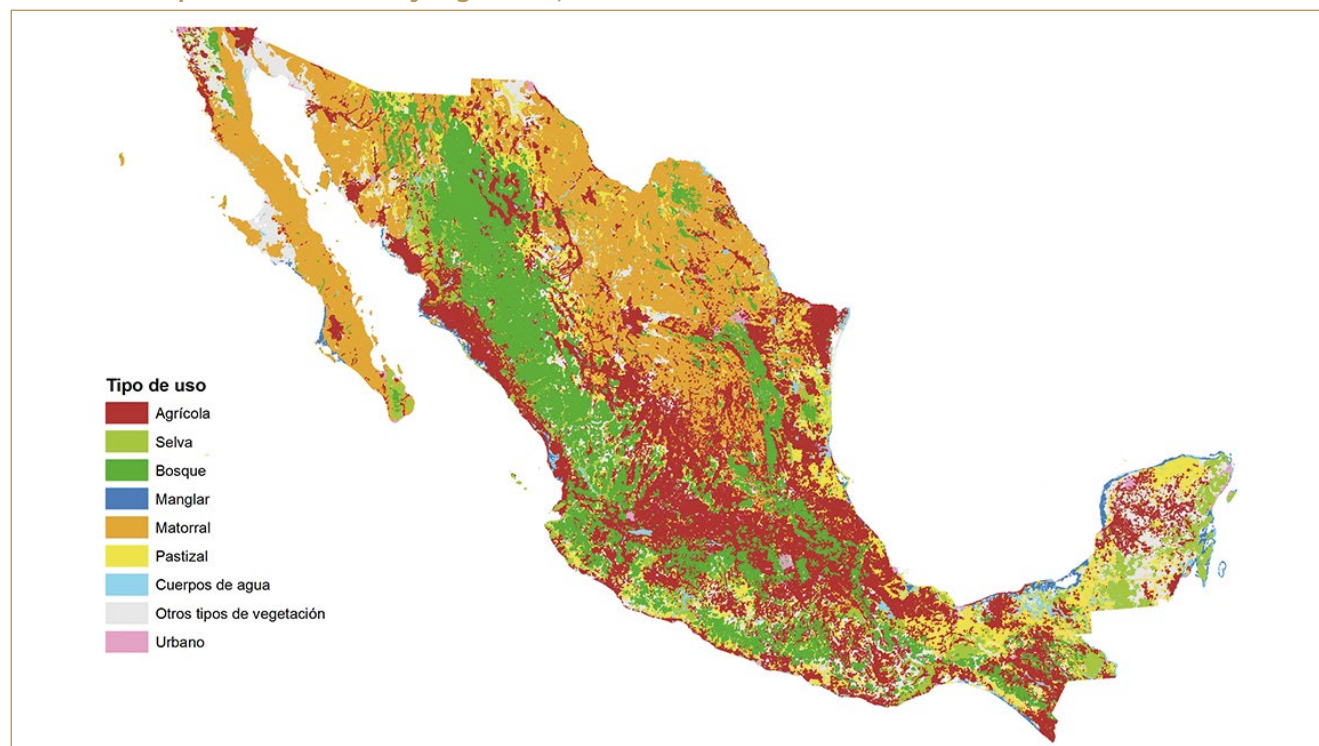 Tipo de uso
Agrícola
Selva
Bosque
Manglar
Matorral
Pastizal
Cuerpos de agua
Otros tipos de vegetación
Urbano